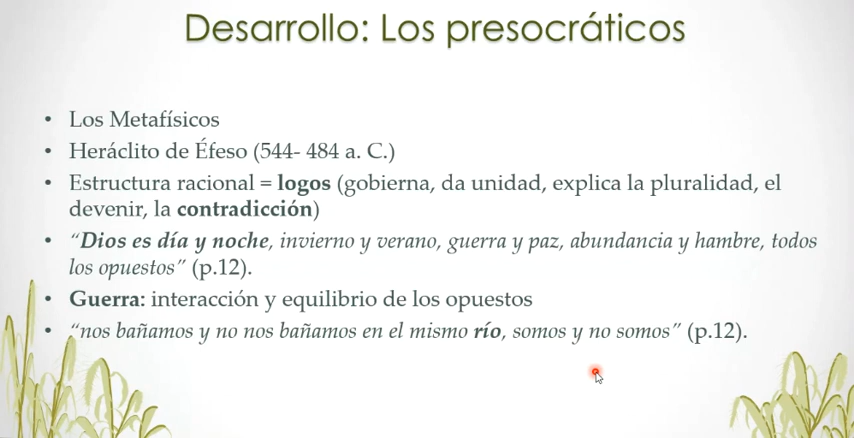 Desarrollo: Los presocráticos
• Los Metafísicos
• Heráclito de Éfeso (544- 484 a. C.)
• Estructura racional = logos (gobierna, da unidad, explica la pluralidad, el
devenir, la contradicción)
• “Dios es día y noche, invierno y verano, guerra y paz, abundancia y hambre, todos
los opuestos” (p.12).
• Guerra: interacción y equilibrio de los opuestos
• “nos bañamos y no nos bañamos en el mismo río, somos y no somos” (p.12).